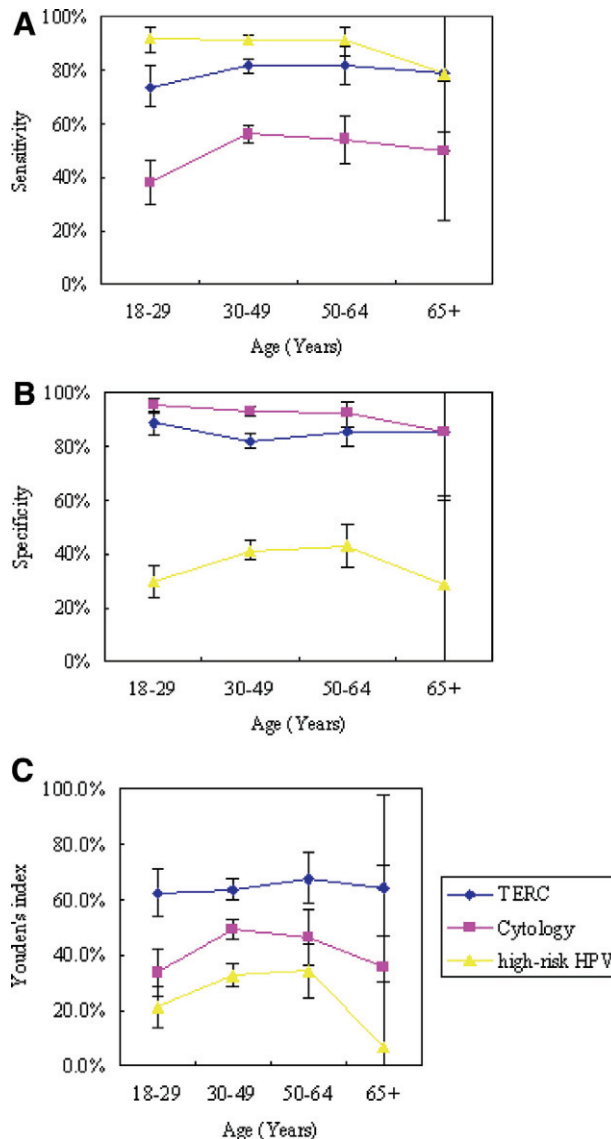 A
100%
80%
60%
40%
20%
0%
Sensitivity
18-29 30-49 50-64 65+
Age (Years)
B
100%
80%
60%
40%
20%
0%
Specificity
18-29 30-49 50-64 65+
Age (Years)
C
100.0%
80.0%
60.0%
40.0%
20.0%
0.0%
Youden's index
18-29 30-49 50-64 65+
Age (Years)
TERC
Cytology
high-risk HPV